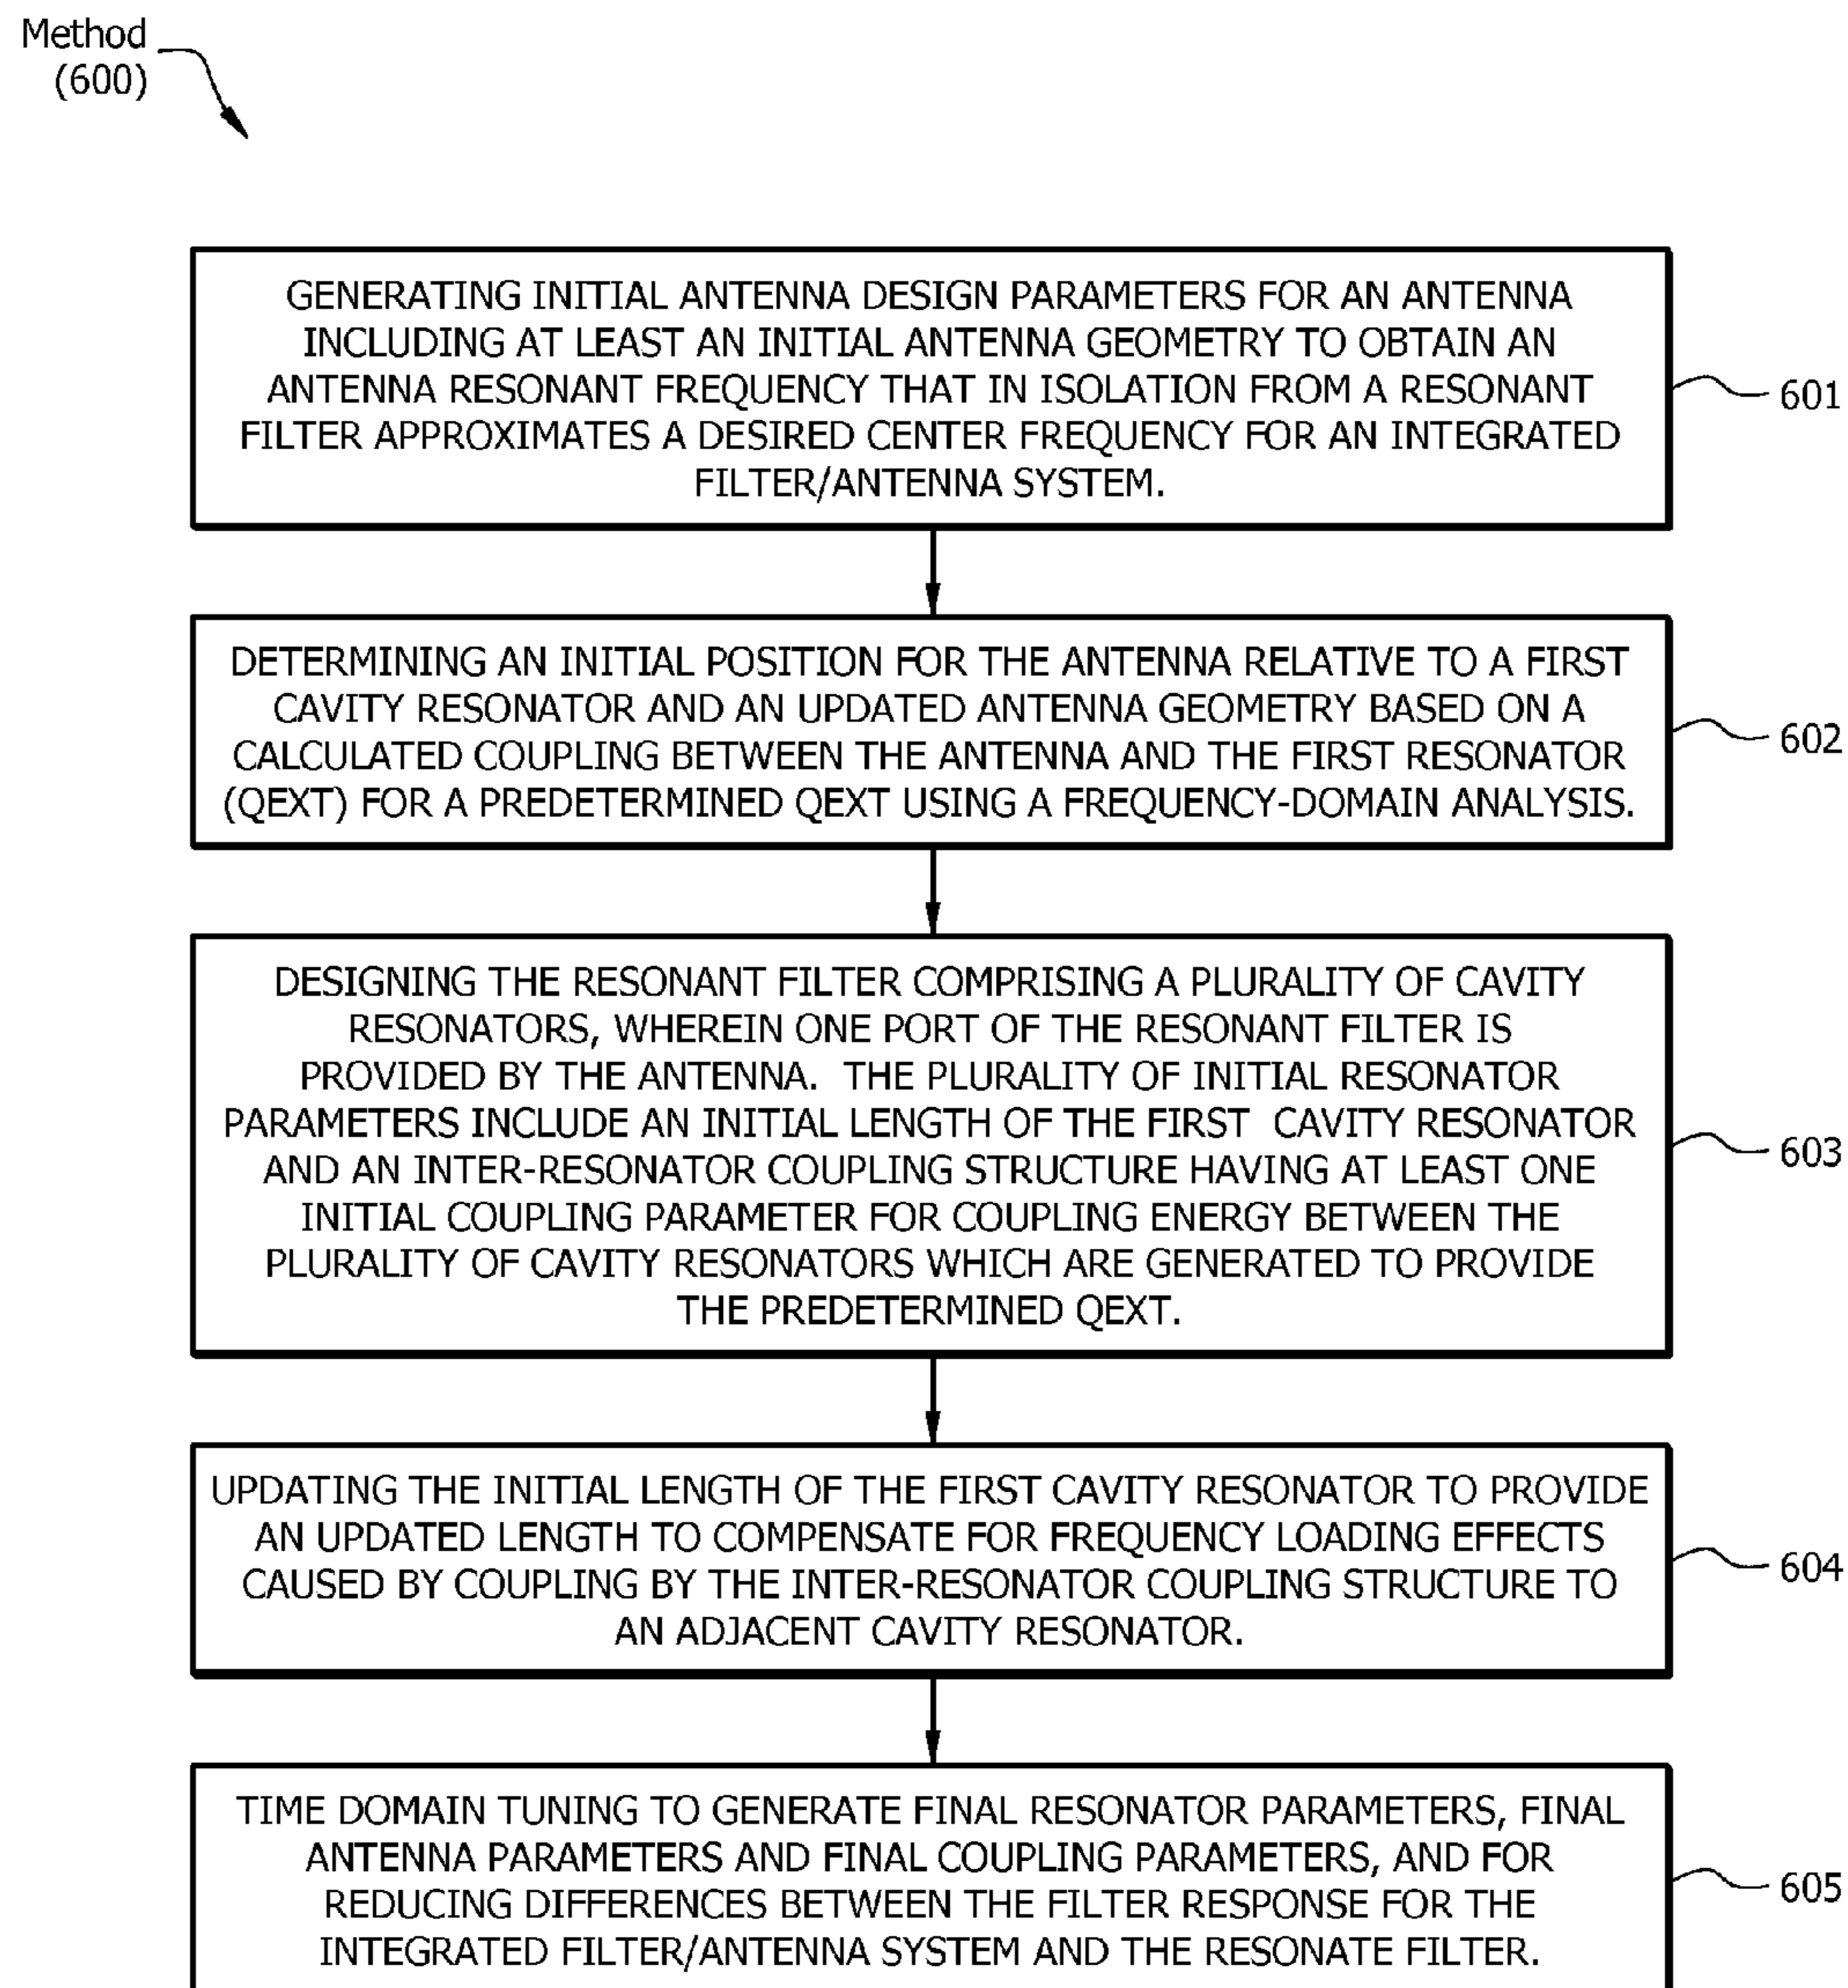 Method
(600)
GENERATING INITIAL ANTENNA DESIGN PARAMETERS FOR AN ANTENNA
INCLUDING AT LEAST AN INITIAL ANTENNA GEOMETRY TO OBTAIN AN
ANTENNA RESONANT FREQUENCY THAT IN ISOLATION FROM A RESONANT
FILTER APPROXIMATES A DESIRED CENTER FREQUENCY FOR AN INTEGRATED
FILTER/ANTENNA SYSTEM.
601
DETERMINING AN INITIAL POSITION FOR THE ANTENNA RELATIVE TO A FIRST
CAVITY RESONATOR AND AN UPDATED ANTENNA GEOMETRY BASED ON A
CALCULATED COUPLING BETWEEN THE ANTENNA AND THE FIRST RESONATOR
(QEXT) FOR A PREDETERMINED QEXT USING A FREQUENCY-DOMAIN ANALYSIS.
602
DESIGNING THE RESONANT FILTER COMPRISING A PLURALITY OF CAVITY
RESONATORS, WHEREIN ONE PORT OF THE RESONANT FILTER IS
PROVIDED BY THE ANTENNA. THE PLURALITY OF INITIAL RESONATOR
PARAMETERS INCLUDE AN INITIAL LENGTH OF THE FIRST CAVITY RESONATOR
AND AN INTER-RESONATOR COUPLING STRUCTURE HAVING AT LEAST ONE
INITIAL COUPLING PARAMETER FOR COUPLING ENERGY BETWEEN THE
PLURALITY OF CAVITY RESONATORS WHICH ARE GENERATED TO PROVIDE
THE PREDETERMINED QEXT.
603
UPDATING THE INITIAL LENGTH OF THE FIRST CAVITY RESONATOR TO PROVIDE
AN UPDATED LENGTH TO COMPENSATE FOR FREQUENCY LOADING EFFECTS
CAUSED BY COUPLING BY THE INTER-RESONATOR COUPLING STRUCTURE TO
AN ADJACENT CAVITY RESONATOR.
604
TIME DOMAIN TUNING TO GENERATE FINAL RESONATOR PARAMETERS, FINAL
ANTENNA PARAMETERS AND FINAL COUPLING PARAMETERS, AND FOR
REDUCING DIFFERENCES BETWEEN THE FILTER RESPONSE FOR THE
INTEGRATED FILTER/ANTENNA SYSTEM AND THE RESONATE FILTER.
605